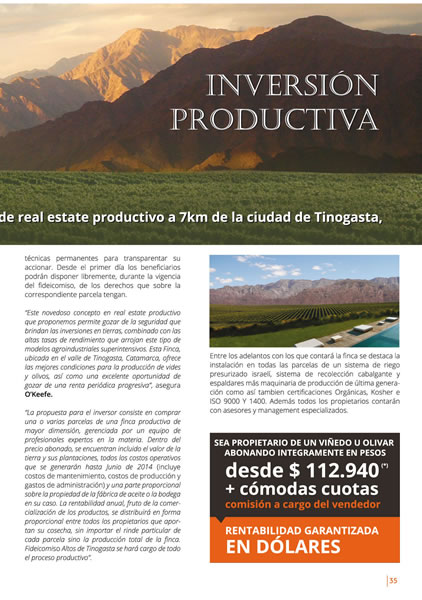 INVERSIÓN
PRODUCTIVA
de real estate productivo a 7km de la ciudad de Tinogasta,
técnicas permanentes para transparentar su
accionar. Desde el primer día los beneficiarios
podrán disponer libremente, durante la vigencia
del fideicomiso, de los derechos que sobre la
correspondiente parcela tengan.
"Este novedoso concepto en real estate productivo
que proponemos permite gozar de la seguridad que
brindan las inversiones en tierras, combinado con las
altas tasas de rendimiento que arrojan este tipo de
modelos agroindustriales superintensivos. Esta Finca,
ubicada en el valle de Tinogasta, Catamarca, ofrece
las mejores condiciones para la producción de vides
y olivos, así como una excelente oportunidad de
gozar de una renta periódica progresiva", asegura
O'Keefe.
"La propuesta para el inversor consiste en comprar
una o varias parcelas de una finca productiva de
mayor dimensión, gerenciada por un equipo de
profesionales expertos en la materia. Dentro del
precio abonado, se encuentran incluido el valor de la
tierra y sus plantaciones, todos los costos operativos
que se generarán hasta Junio de 2014 (incluye
costos de mantenimiento, costos de producción y
gastos de administración) y una parte proporcional
sobre la propiedad de la fábrica de aceite o la bodega
en su caso. La rentabilidad anual, fruto de la comer-
cialización de los productos, se distribuirá en forma
proporcional entre todos los propietarios que apor-
tan su cosecha, sin importar el rinde particular de
cada parcela sino la producción total de la finca.
Fideicomiso Altos de Tinogasta se hará cargo de todo
el proceso productivo".
Entre los adelantos con los que contará la finca se destaca la
instalación en todas las parcelas de un sistema de riego
presurizado Israelí, sistema de recolección cabalgante y
espaldares más maquinaria de producción de última genera-
ción como así tambien certificaciones Orgánicas, Kosher e
ISO 9000 Y 1400. Además todos los propietarios contarán
con asesores y management especializados.
SEA PROPIETARIO DE UN VIÑEDO U OLIVAR
ABONANDO INTEGRAMENTE EN PESOS
desde $ 112.940 (*)
+ cómodas cuotas
comisión a cargo del vendedor
RENTABILIDAD GARANTIZADA
EN DÓLARES
35